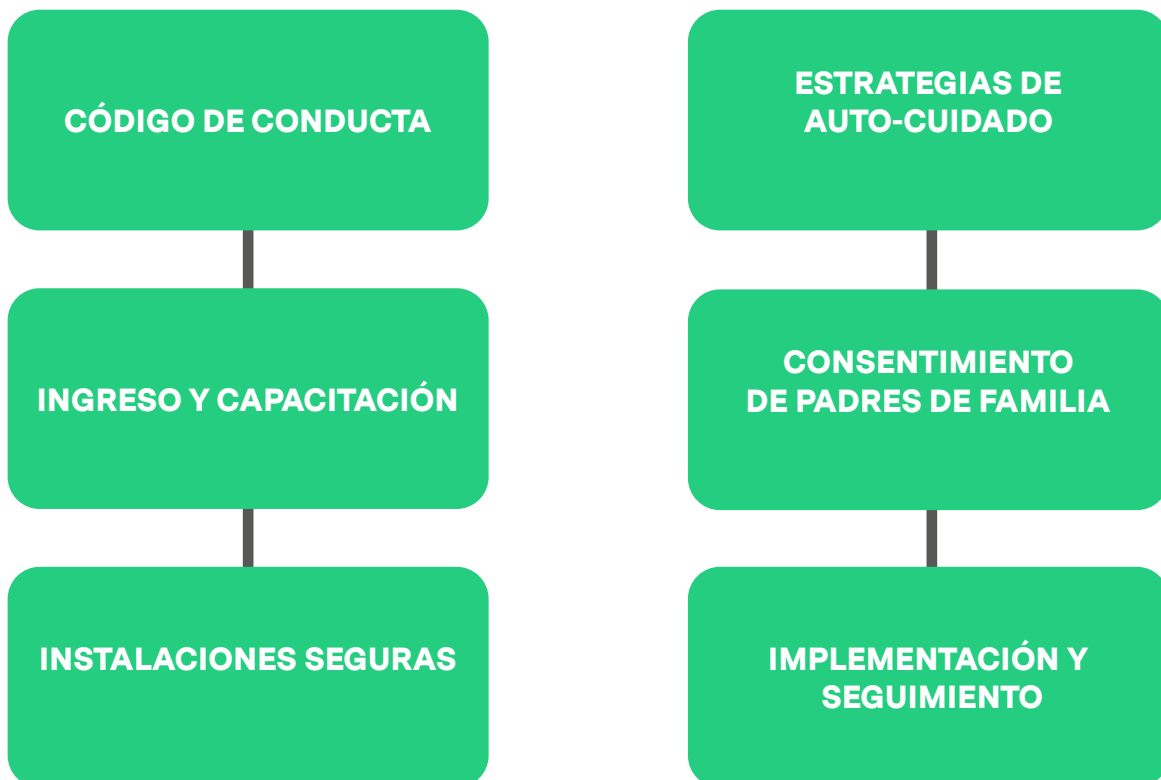 CÓDIGO DE CONDUCTA
INGRESO Y CAPACITACIÓN
INSTALACIONES SEGURAS
ESTRATEGIAS DE
AUTO-CUIDADO
CONSENTIMIENTO
DE PADRES DE FAMILIA
IMPLEMENTACIÓN Y
SEGUIMIENTO